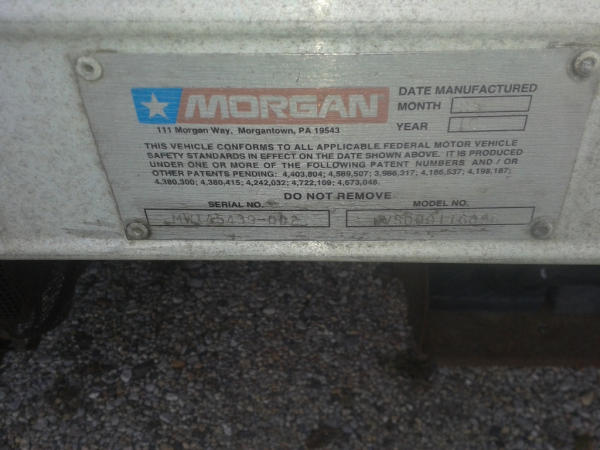 MORGAN
111 Morgan Way, Morgantown, PA 19543
DATE MANUFACTURED
MONTH
YEAR
THIS VEHICLE CONFORMS TO ALL APPLICABLE FEDERAL MOTOR VEHICLE
SAFETY STANDARDS IN EFFECT ON THE DATE SHOWN ABOVE. IT IS PRODUCED
UNDER ONE OR MORE OF THE FOLLOWING PATENT NUMBERS AND / OR
OTHER PATENTS PENDING: 4,403,804; 4,589,507; 3,966,317; 4,186,537; 4,198,187;
4,380,300; 4,380,415; 4,242,032; 4,722,109; 4,673,048.
DO NOT REMOVE
SERIAL NO. MODEL NO.